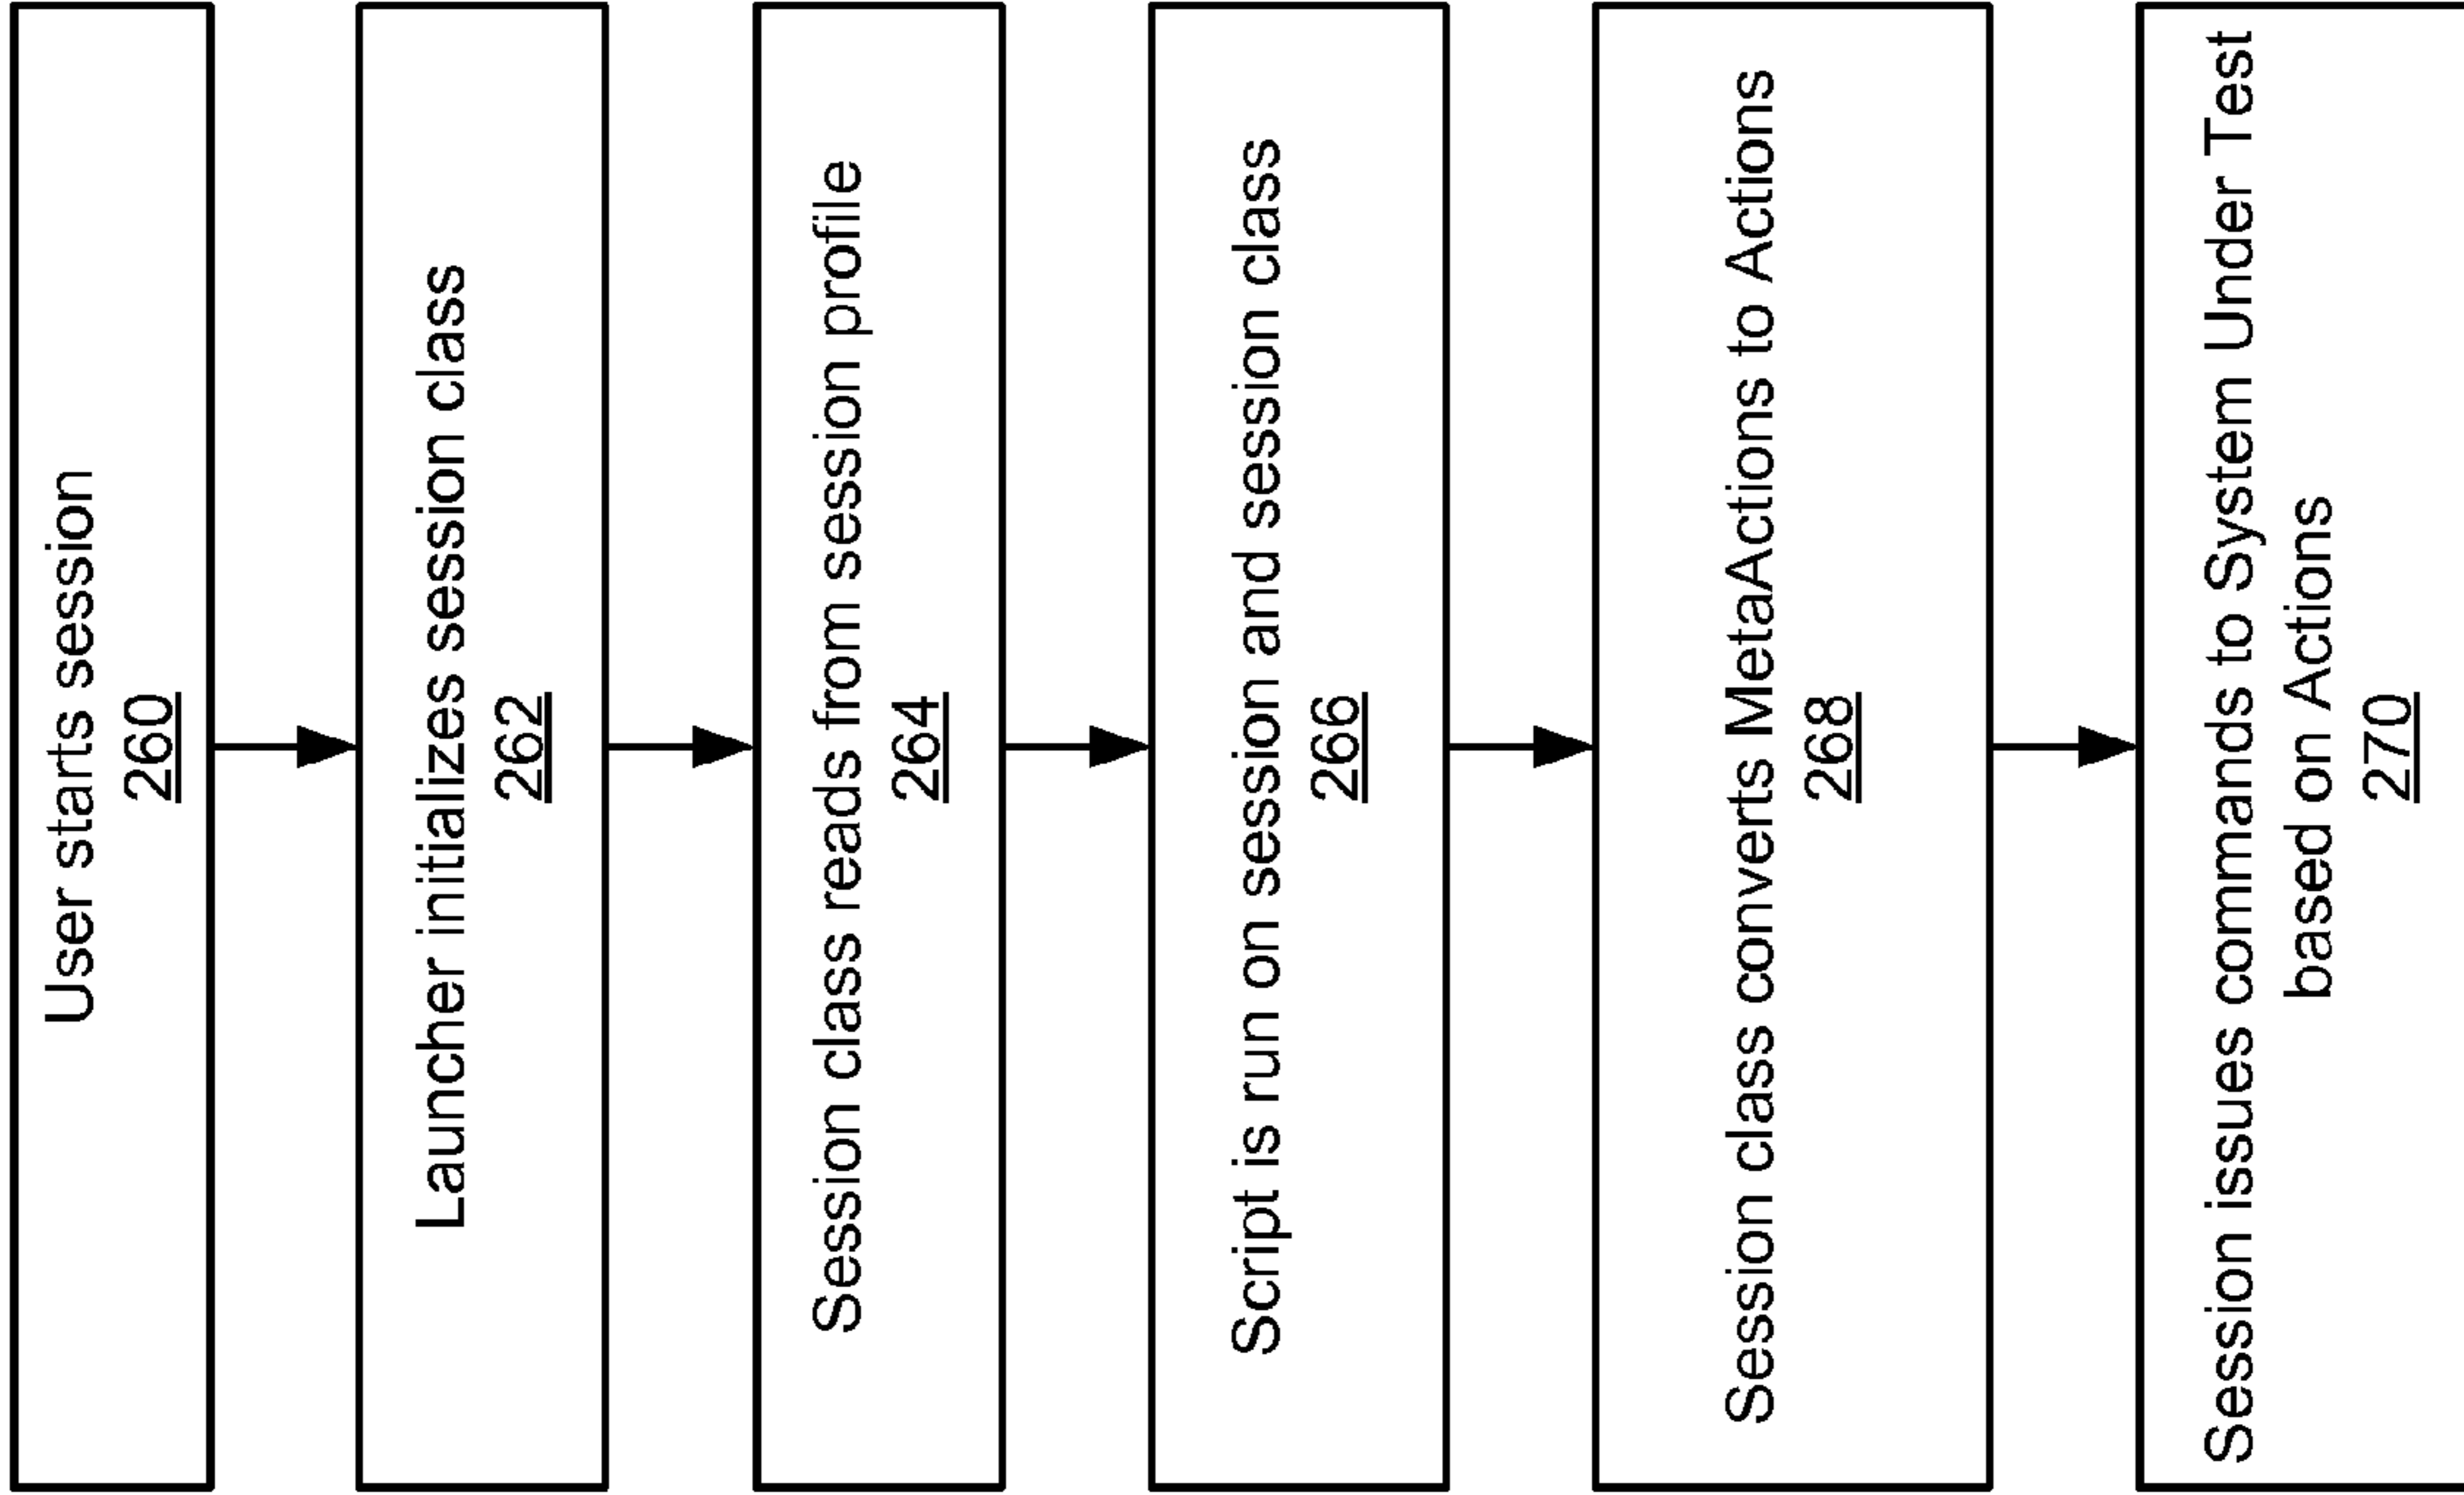 User starts session
260
Launcher initializes session class
262
Session class reads from session profile
264
Script is run on session and session class
266
Session class converts MetaActions to Actions
268
Session issues commands to System Under Test
based on Actions
270